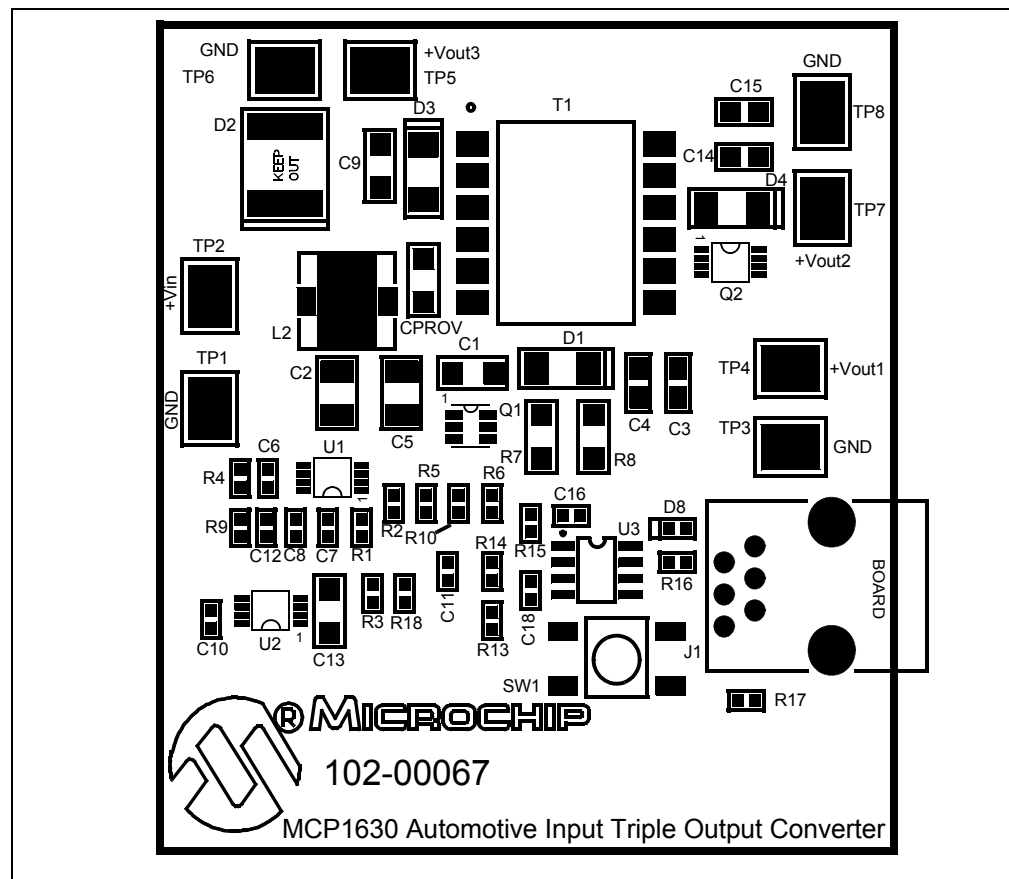 GND
+Vout3
TP6
TP5
GND
C15
TP8
D2
D3
T1
KEEP
OUT
C9
C14
D4
TP7
1
TP2
+Vout2
+Vin
Q2
L2
CPROV
C1
D1
TP1
C2
TP4
+Vout1
GND
1
Q1
C5
C4
C3
TP3
GND
C6
U1
R7
R8
R4
R5
R6
1
C16
D8
R9
R2
R10
U3
C12
C8
C7
R1
R15
R14
R16
BOARD
C11
R3
R18
C18
U2
1
R13
C10
C13
J1
SW1
R17
® MICROCHIP
102-00067
MCP1630 Automotive Input Triple Output Converter